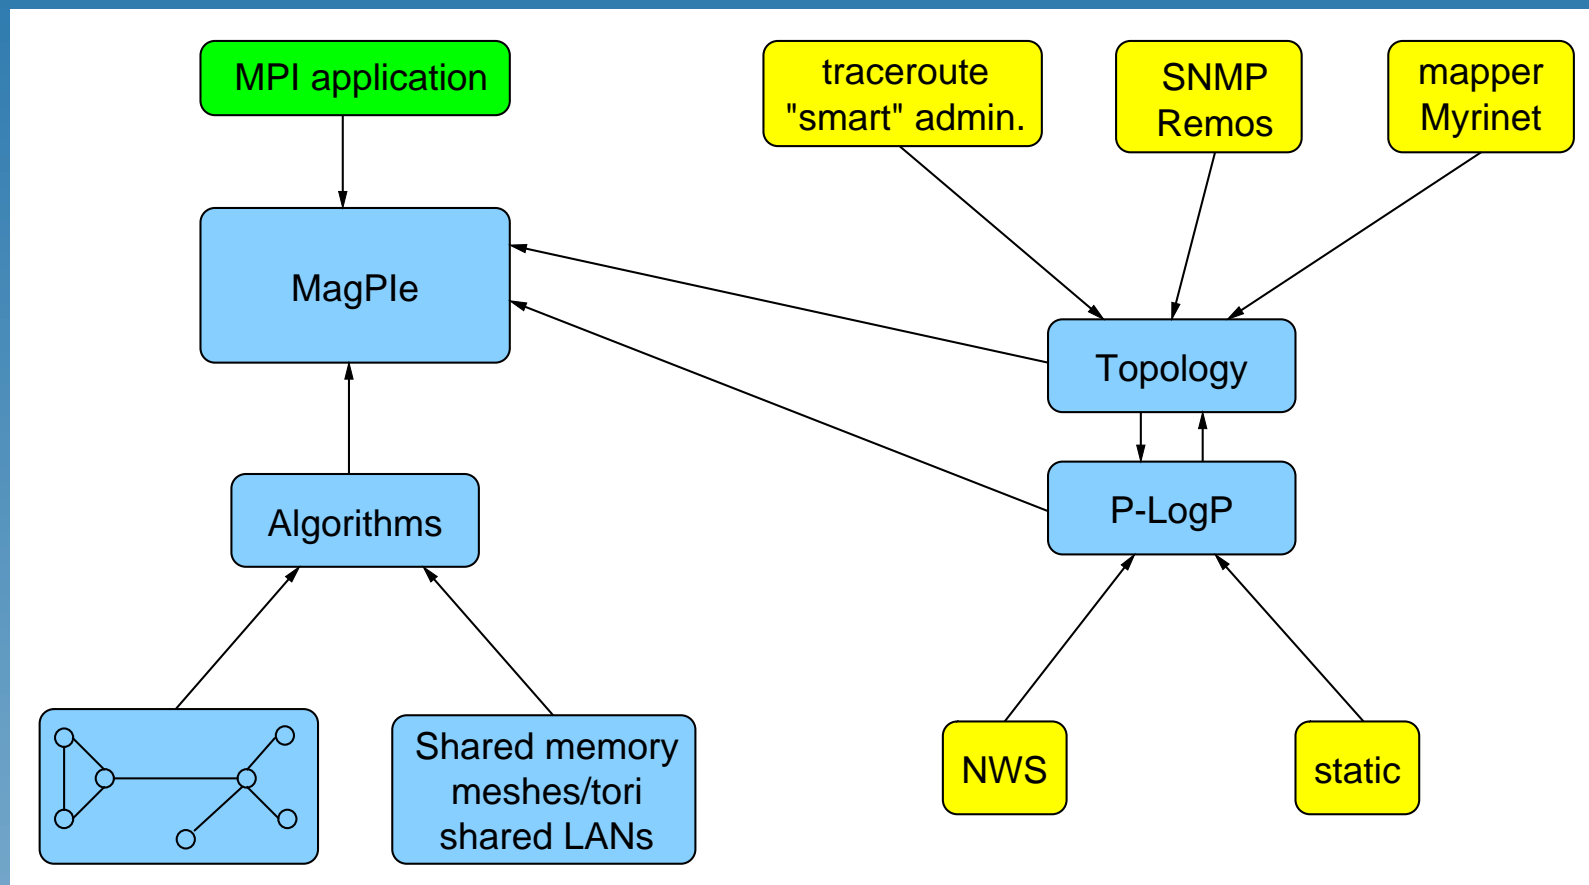 MPI application
traceroute
"smart" admin.
SNMP
Remos
mapper
Myrinet
MagPIe
Topology
Algorithms
P-LogP
Shared memory
meshes/tori
shared LANs
NWS
static